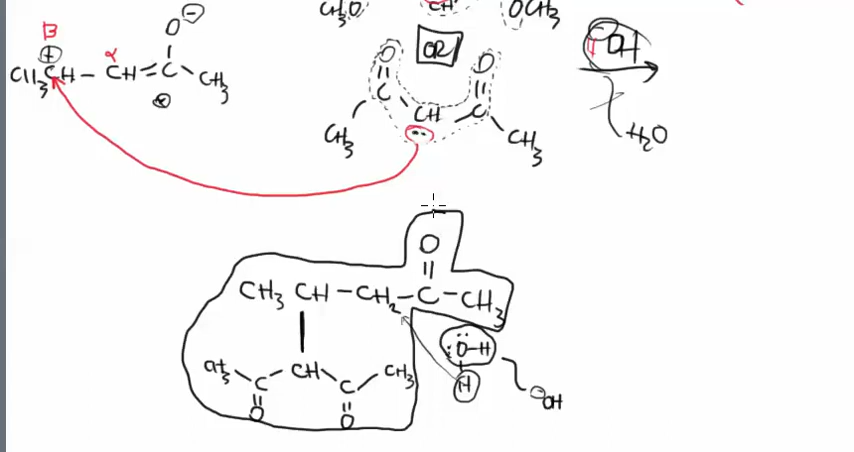 CH₃O CH OCH₃
β O⊖
⊕ α O OR O ⊖OH
CH₃CH – CH = C CH₃ C CH C
CH₃ •• CH₃ H₂O
O
CH₃ CH – CH₂ – C – CH₃
•• O – H
CH₃ C CH C CH₃ H ⊖OH
O O